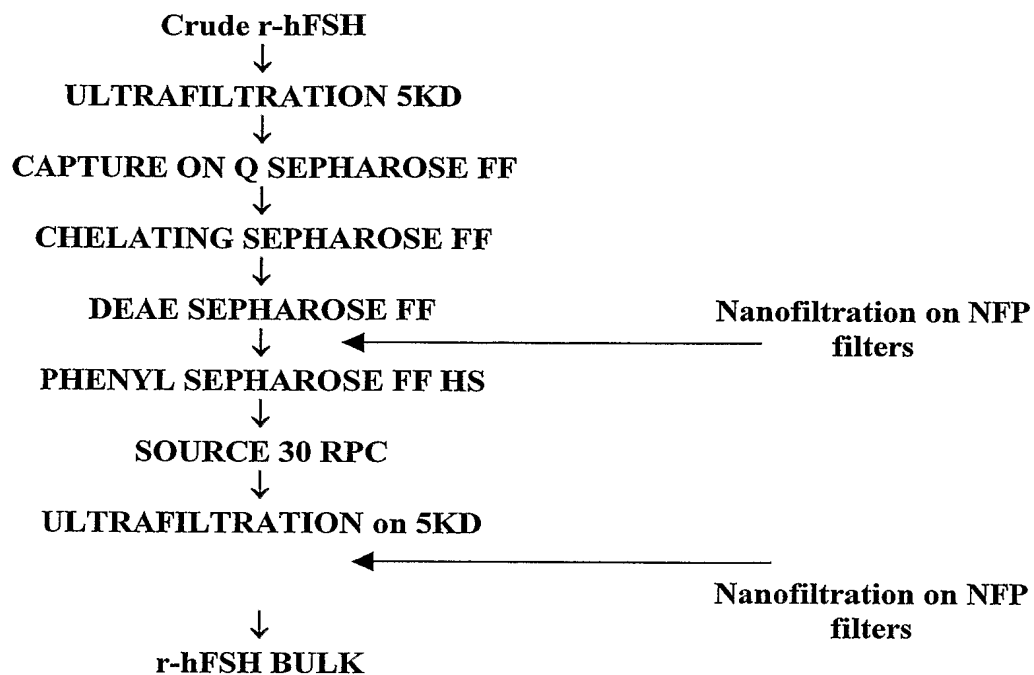 Crude r-hFSH
↓
ULTRAFILTRATION 5KD
↓
CAPTURE ON Q SEPHAROSE FF
↓
CHELATING SEPHAROSE FF
↓
DEAE SEPHAROSE FF
Nanofiltration on NFP
filters
↓
PHENYL SEPHAROSE FF HS
↓
SOURCE 30 RPC
↓
ULTRAFILTRATION on 5KD
Nanofiltration on NFP
filters
↓
r-hFSH BULK